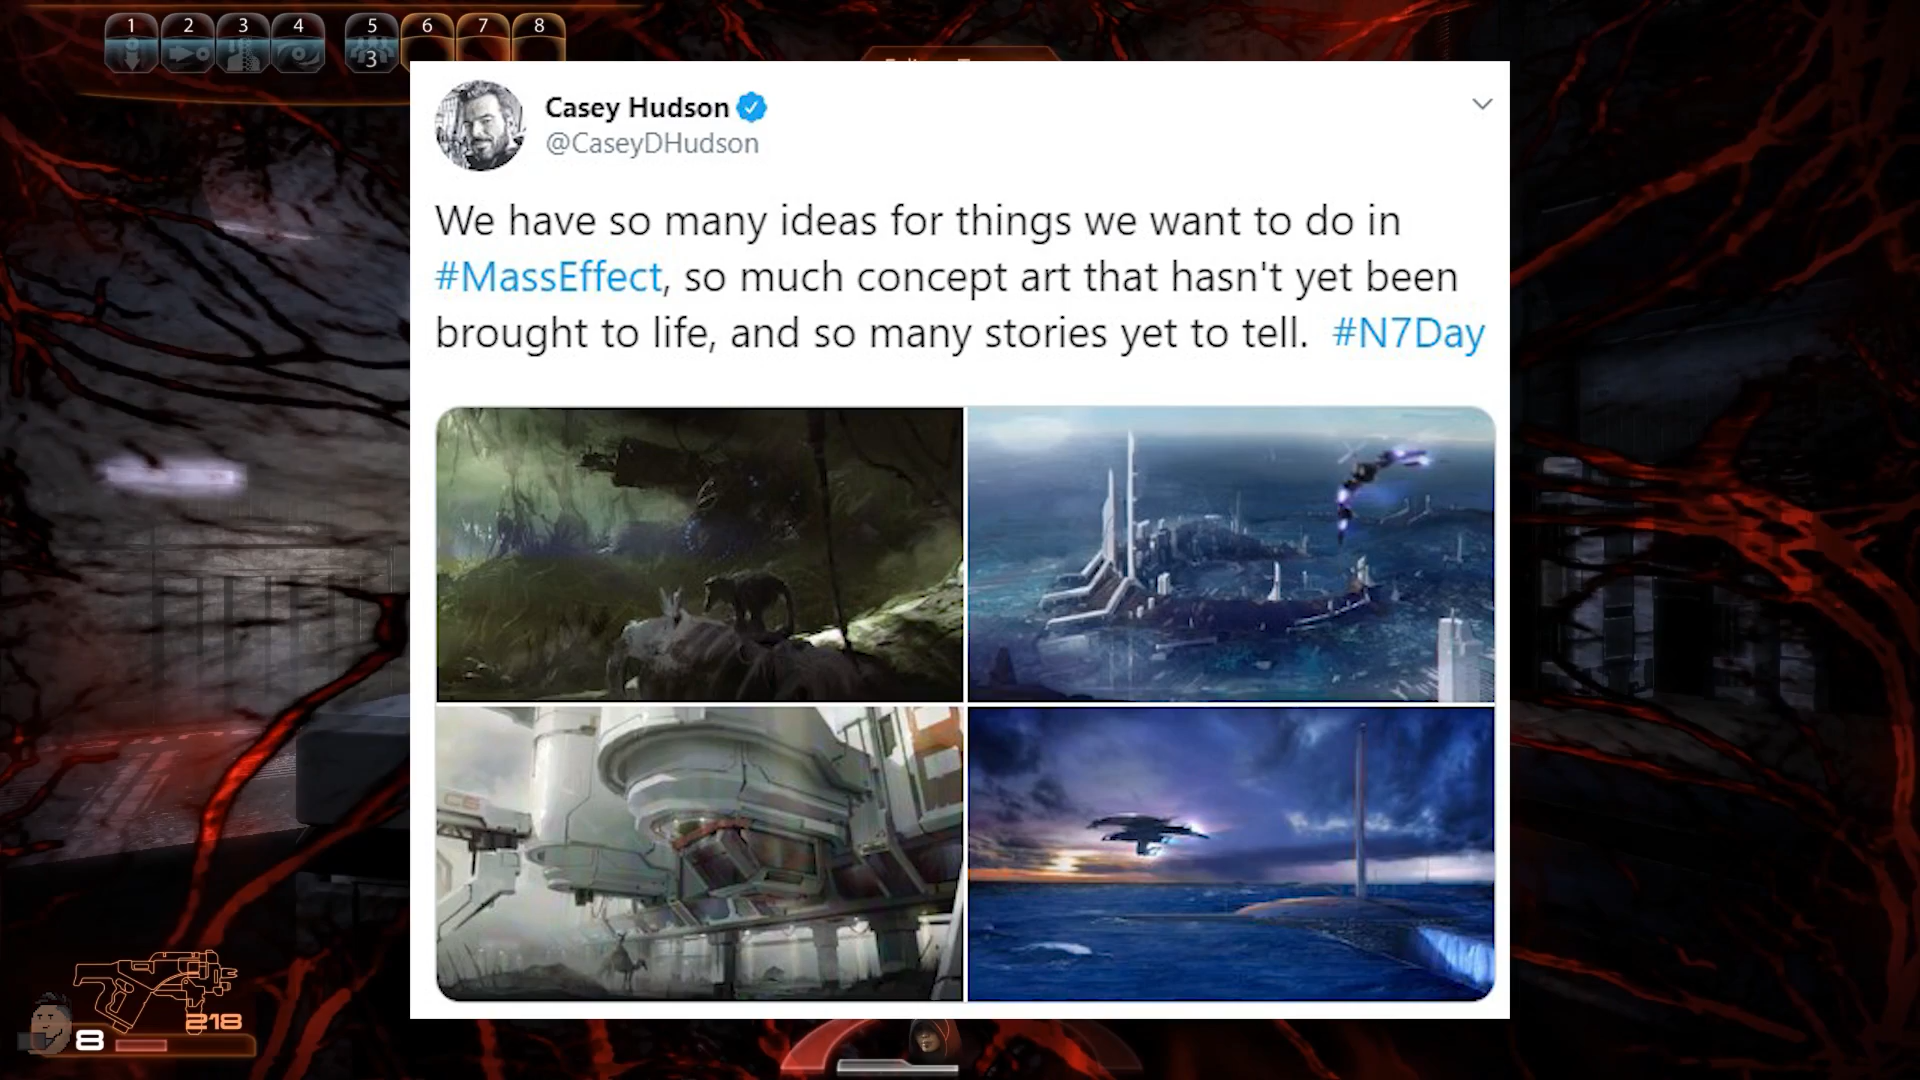 1 2 3 4 5 6 7 8
3
Casey Hudson
@CaseyDHudson
We have so many ideas for things we want to do in
#MassEffect, so much concept art that hasn't yet been
brought to life, and so many stories yet to tell. #N7Day
C6
218
8